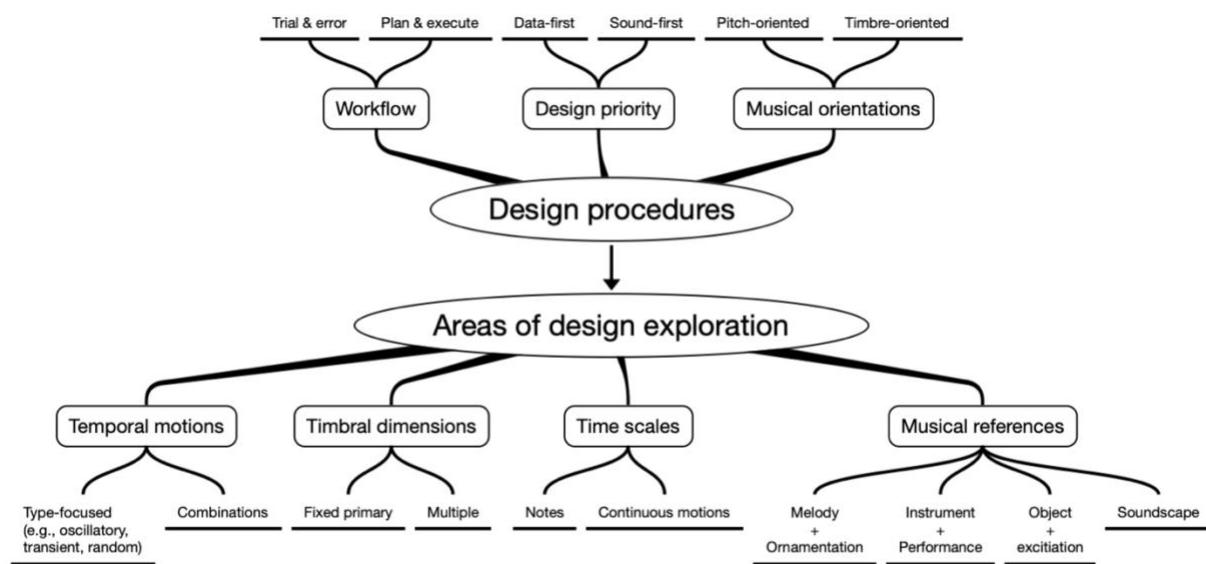 Trial & error
Plan & execute
Data-first
Sound-first
Pitch-oriented
Timbre-oriented
Workflow
Design priority
Musical orientations
Design procedures
Areas of design exploration
Temporal motions
Timbral dimensions
Time scales
Musical references
Type-focused
(e.g., oscillatory,
transient, random)
Combinations
Fixed primary
Multiple
Notes
Continuous motions
Melody
+
Ornamentation
Instrument
+
Performance
Object
+
excitiation
Soundscape